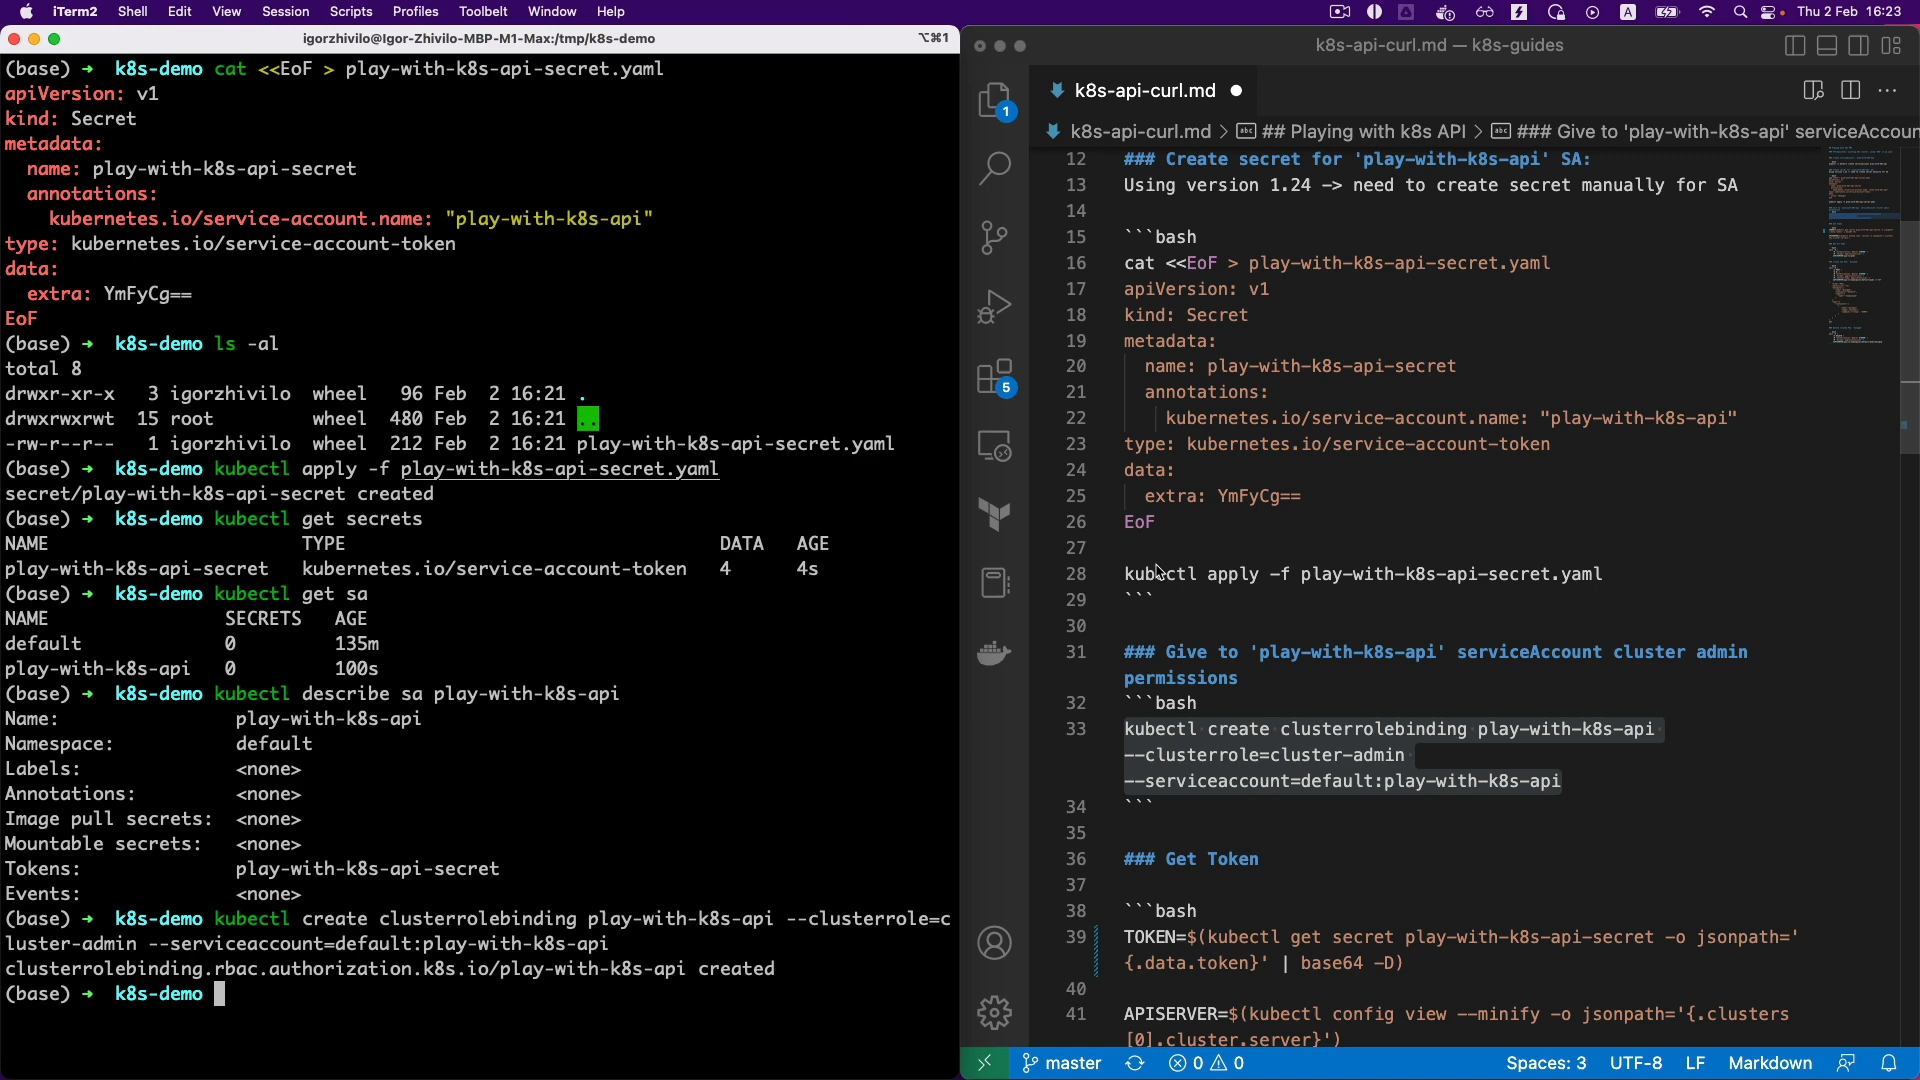 iTerm2 Shell Edit View Session Scripts Profiles Toolbelt Window Help
A
Thu 2 Feb 16:23
igorzhivilo@Igor-Zhivilo-MBP-M1-Max:/tmp/k8s-demo
⌥⌘1
(base) ➜ k8s-demo cat <<EoF > play-with-k8s-api-secret.yaml
apiVersion: v1
kind: Secret
metadata:
  name: play-with-k8s-api-secret
  annotations:
    kubernetes.io/service-account.name: "play-with-k8s-api"
type: kubernetes.io/service-account-token
data:
  extra: YmFyCg==
EoF
(base) ➜ k8s-demo ls -al
total 8
drwxr-xr-x 3 igorzhivilo wheel 96 Feb 2 16:21 .
drwxrwxrwt 15 root wheel 480 Feb 2 16:21 ..
-rw-r--r-- 1 igorzhivilo wheel 212 Feb 2 16:21 play-with-k8s-api-secret.yaml
(base) ➜ k8s-demo kubectl apply -f play-with-k8s-api-secret.yaml
secret/play-with-k8s-api-secret created
(base) ➜ k8s-demo kubectl get secrets
NAME TYPE DATA AGE
play-with-k8s-api-secret kubernetes.io/service-account-token 4 4s
(base) ➜ k8s-demo kubectl get sa
NAME SECRETS AGE
default 0 135m
play-with-k8s-api 0 100s
(base) ➜ k8s-demo kubectl describe sa play-with-k8s-api
Name: play-with-k8s-api
Namespace: default
Labels: <none>
Annotations: <none>
Image pull secrets: <none>
Mountable secrets: <none>
Tokens: play-with-k8s-api-secret
Events: <none>
(base) ➜ k8s-demo kubectl create clusterrolebinding play-with-k8s-api --clusterrole=c
luster-admin --serviceaccount=default:play-with-k8s-api
clusterrolebinding.rbac.authorization.k8s.io/play-with-k8s-api created
(base) ➜ k8s-demo
k8s-api-curl.md — k8s-guides
k8s-api-curl.md
k8s-api-curl.md > ## Playing with k8s API > ### Give to 'play-with-k8s-api' serviceAccoun
1
5
12 ### Create secret for 'play-with-k8s-api' SA:
13 Using version 1.24 -> need to create secret manually for SA
14
15 ```bash
16 cat <<EoF > play-with-k8s-api-secret.yaml
17 apiVersion: v1
18 kind: Secret
19 metadata:
20   name: play-with-k8s-api-secret
21   annotations:
22     kubernetes.io/service-account.name: "play-with-k8s-api"
23 type: kubernetes.io/service-account-token
24 data:
25   extra: YmFyCg==
26 EoF
27
28 kubectl apply -f play-with-k8s-api-secret.yaml
29 ```
30
31 ### Give to 'play-with-k8s-api' serviceAccount cluster admin
permissions
32 ```bash
33 kubectl create clusterrolebinding play-with-k8s-api
--clusterrole=cluster-admin
--serviceaccount=default:play-with-k8s-api
34 ```
35
36 ### Get Token
37
38 ```bash
39 TOKEN=$(kubectl get secret play-with-k8s-api-secret -o jsonpath='
{.data.token}' | base64 -D)
40
41 APISERVER=$(kubectl config view --minify -o jsonpath='{.clusters
[0].cluster.server}')
master 0 0 Spaces: 3 UTF-8 LF Markdown